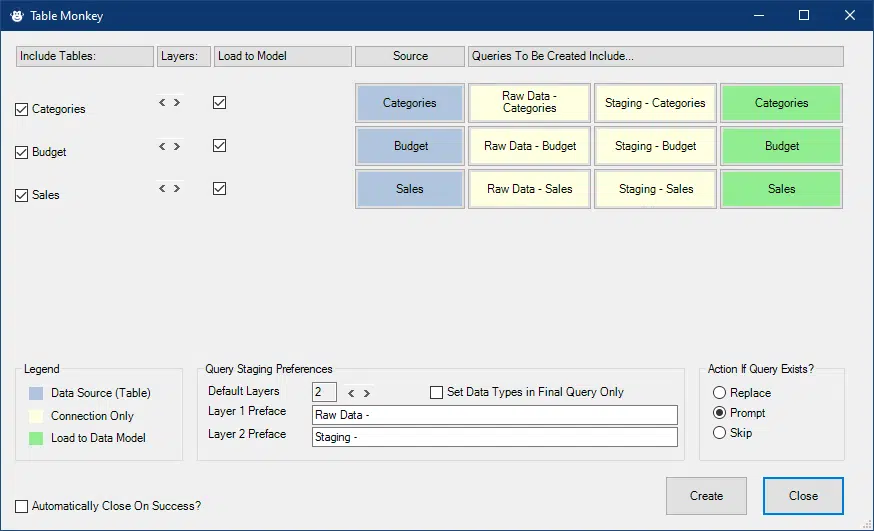 Table Monkey
Include Tables: Layers: Load to Model Source Queries To Be Created Include...
Categories < > Categories Raw Data - Categories Staging - Categories Categories
Budget < > Budget Raw Data - Budget Staging - Budget Budget
Sales < > Sales Raw Data - Sales Staging - Sales Sales
Legend
Data Source (Table)
Connection Only
Load to Data Model
Query Staging Preferences
Default Layers 2 < > Set Data Types in Final Query Only
Layer 1 Preface Raw Data -
Layer 2 Preface Staging -
Action If Query Exists?
Replace
Prompt
Skip
Automatically Close On Success?
Create Close